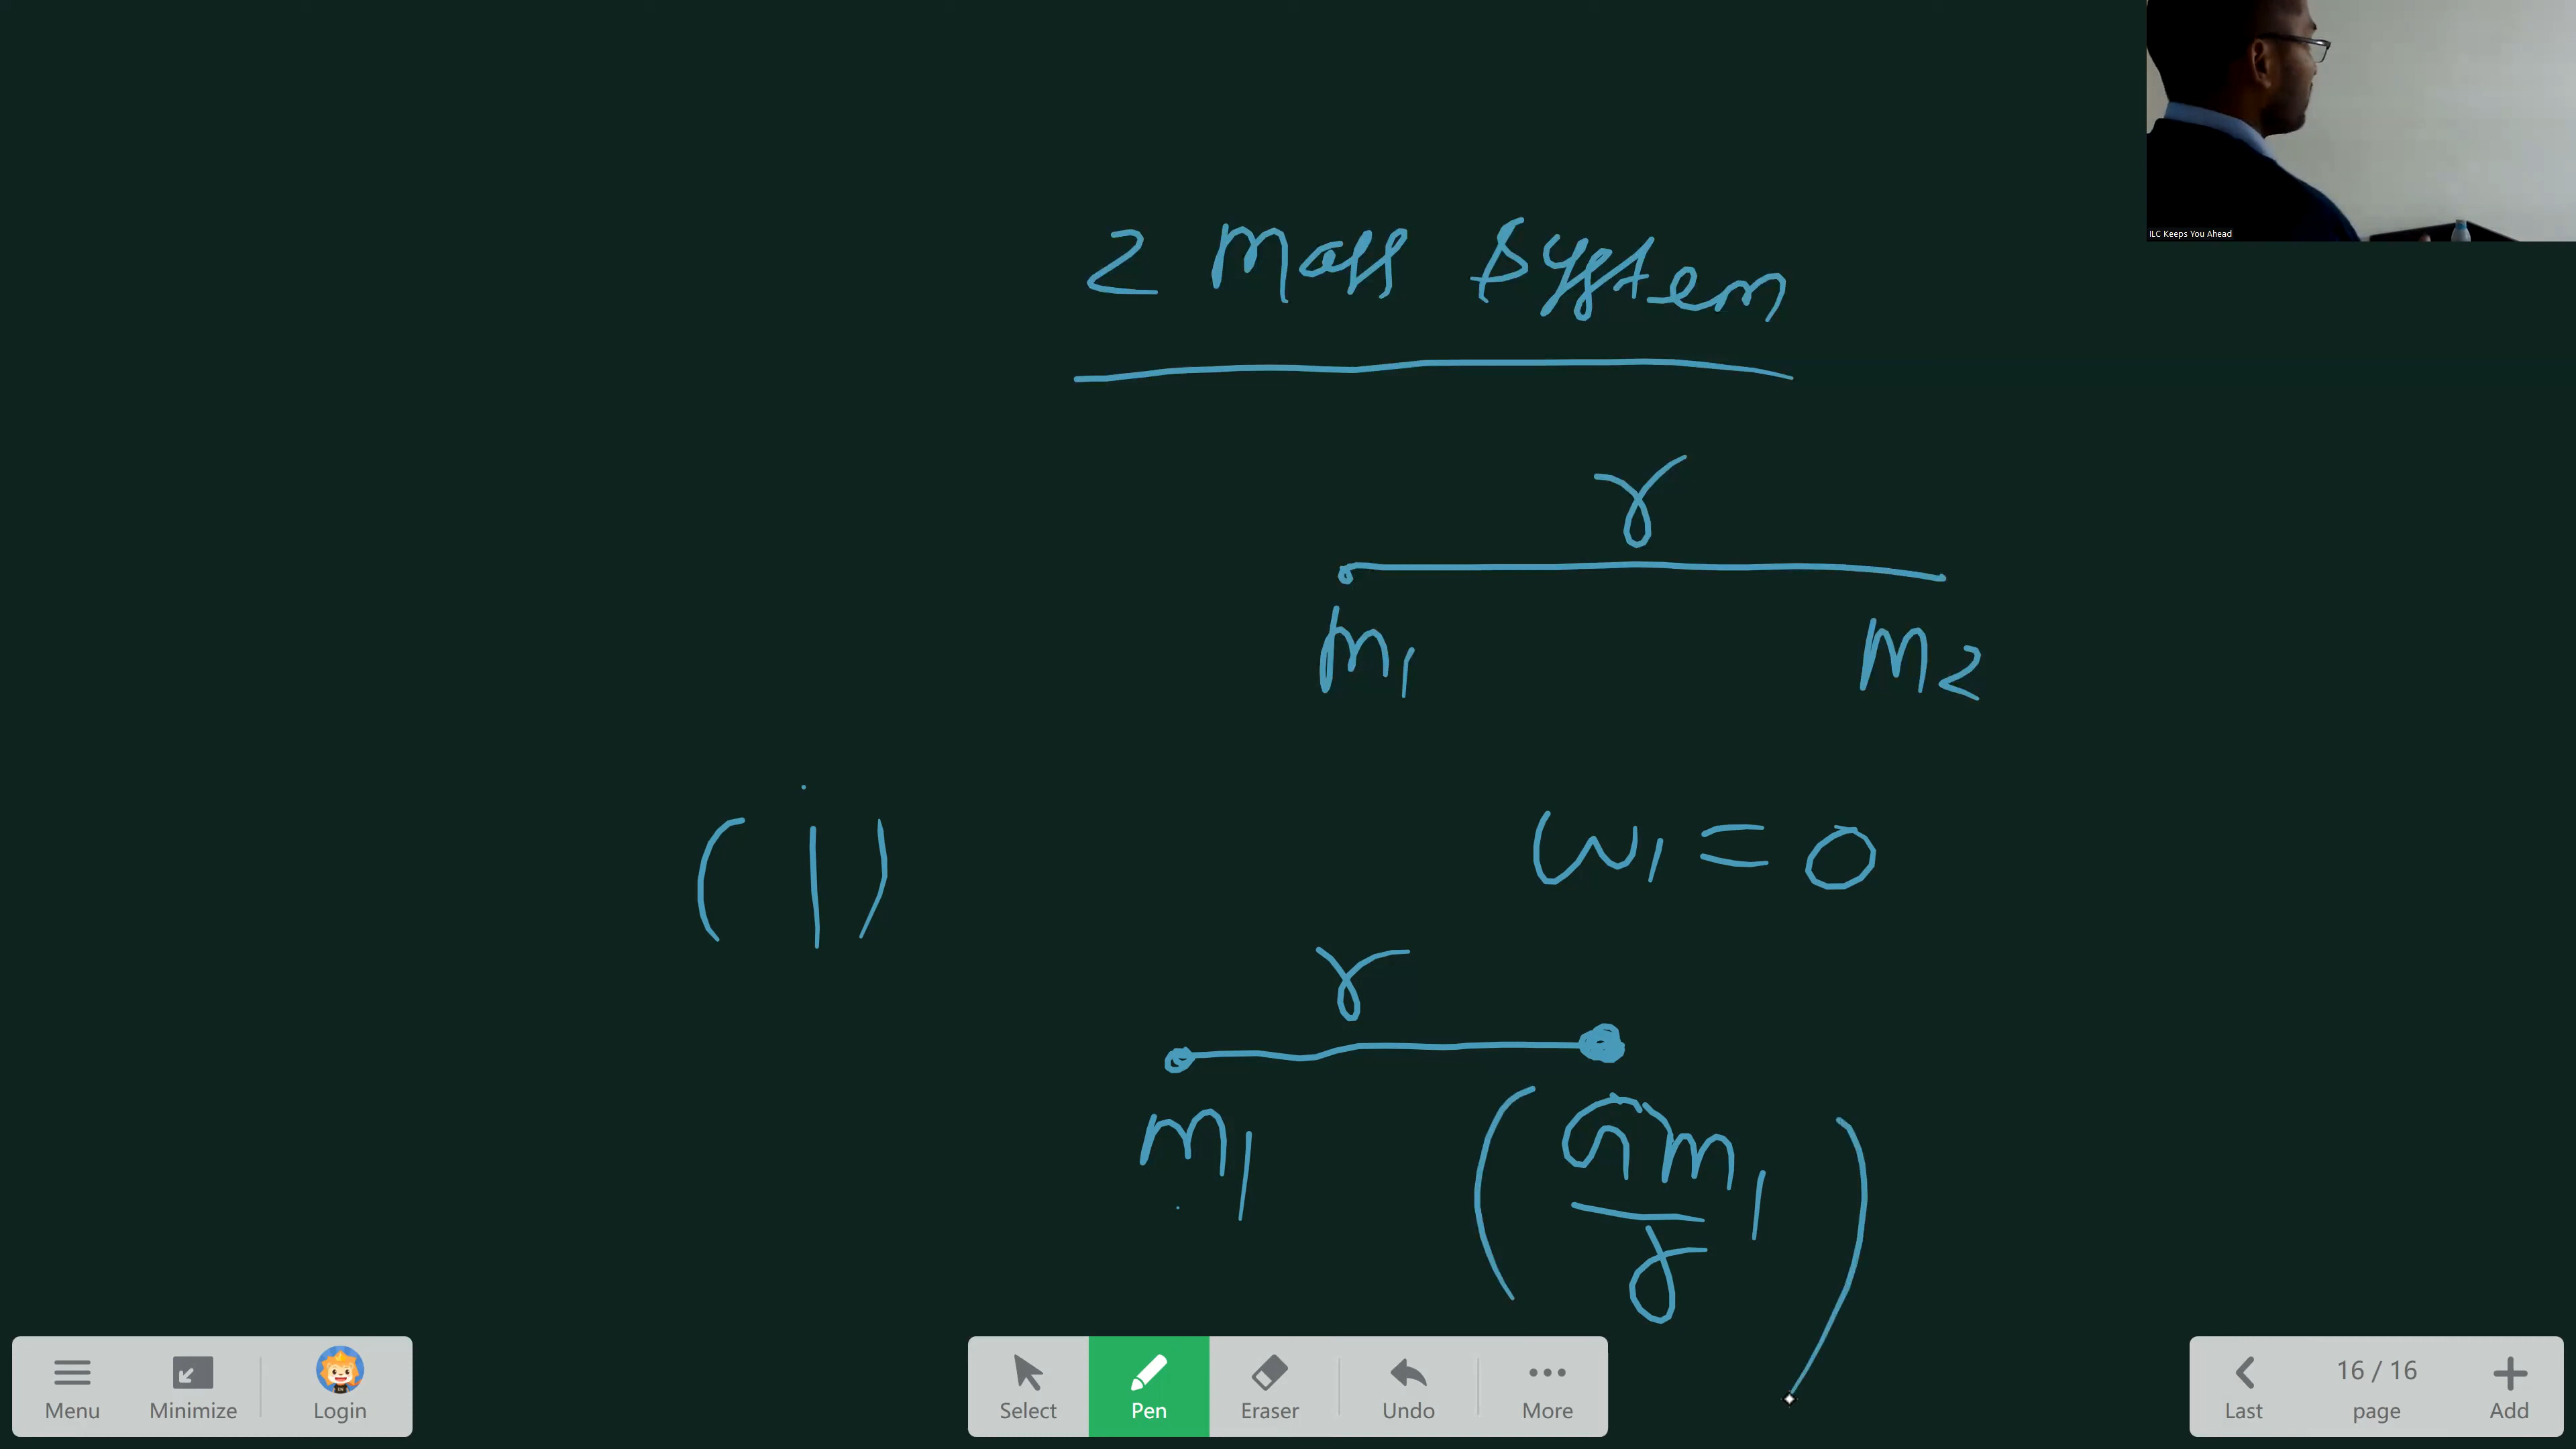 ILC Keeps You Ahead
2 Mass System
r
m1 m2
(i) w1 = 0
r
m1 (Gm1/r)
Menu Minimize Login Select Pen Eraser Undo More Last 16 / 16 page Add